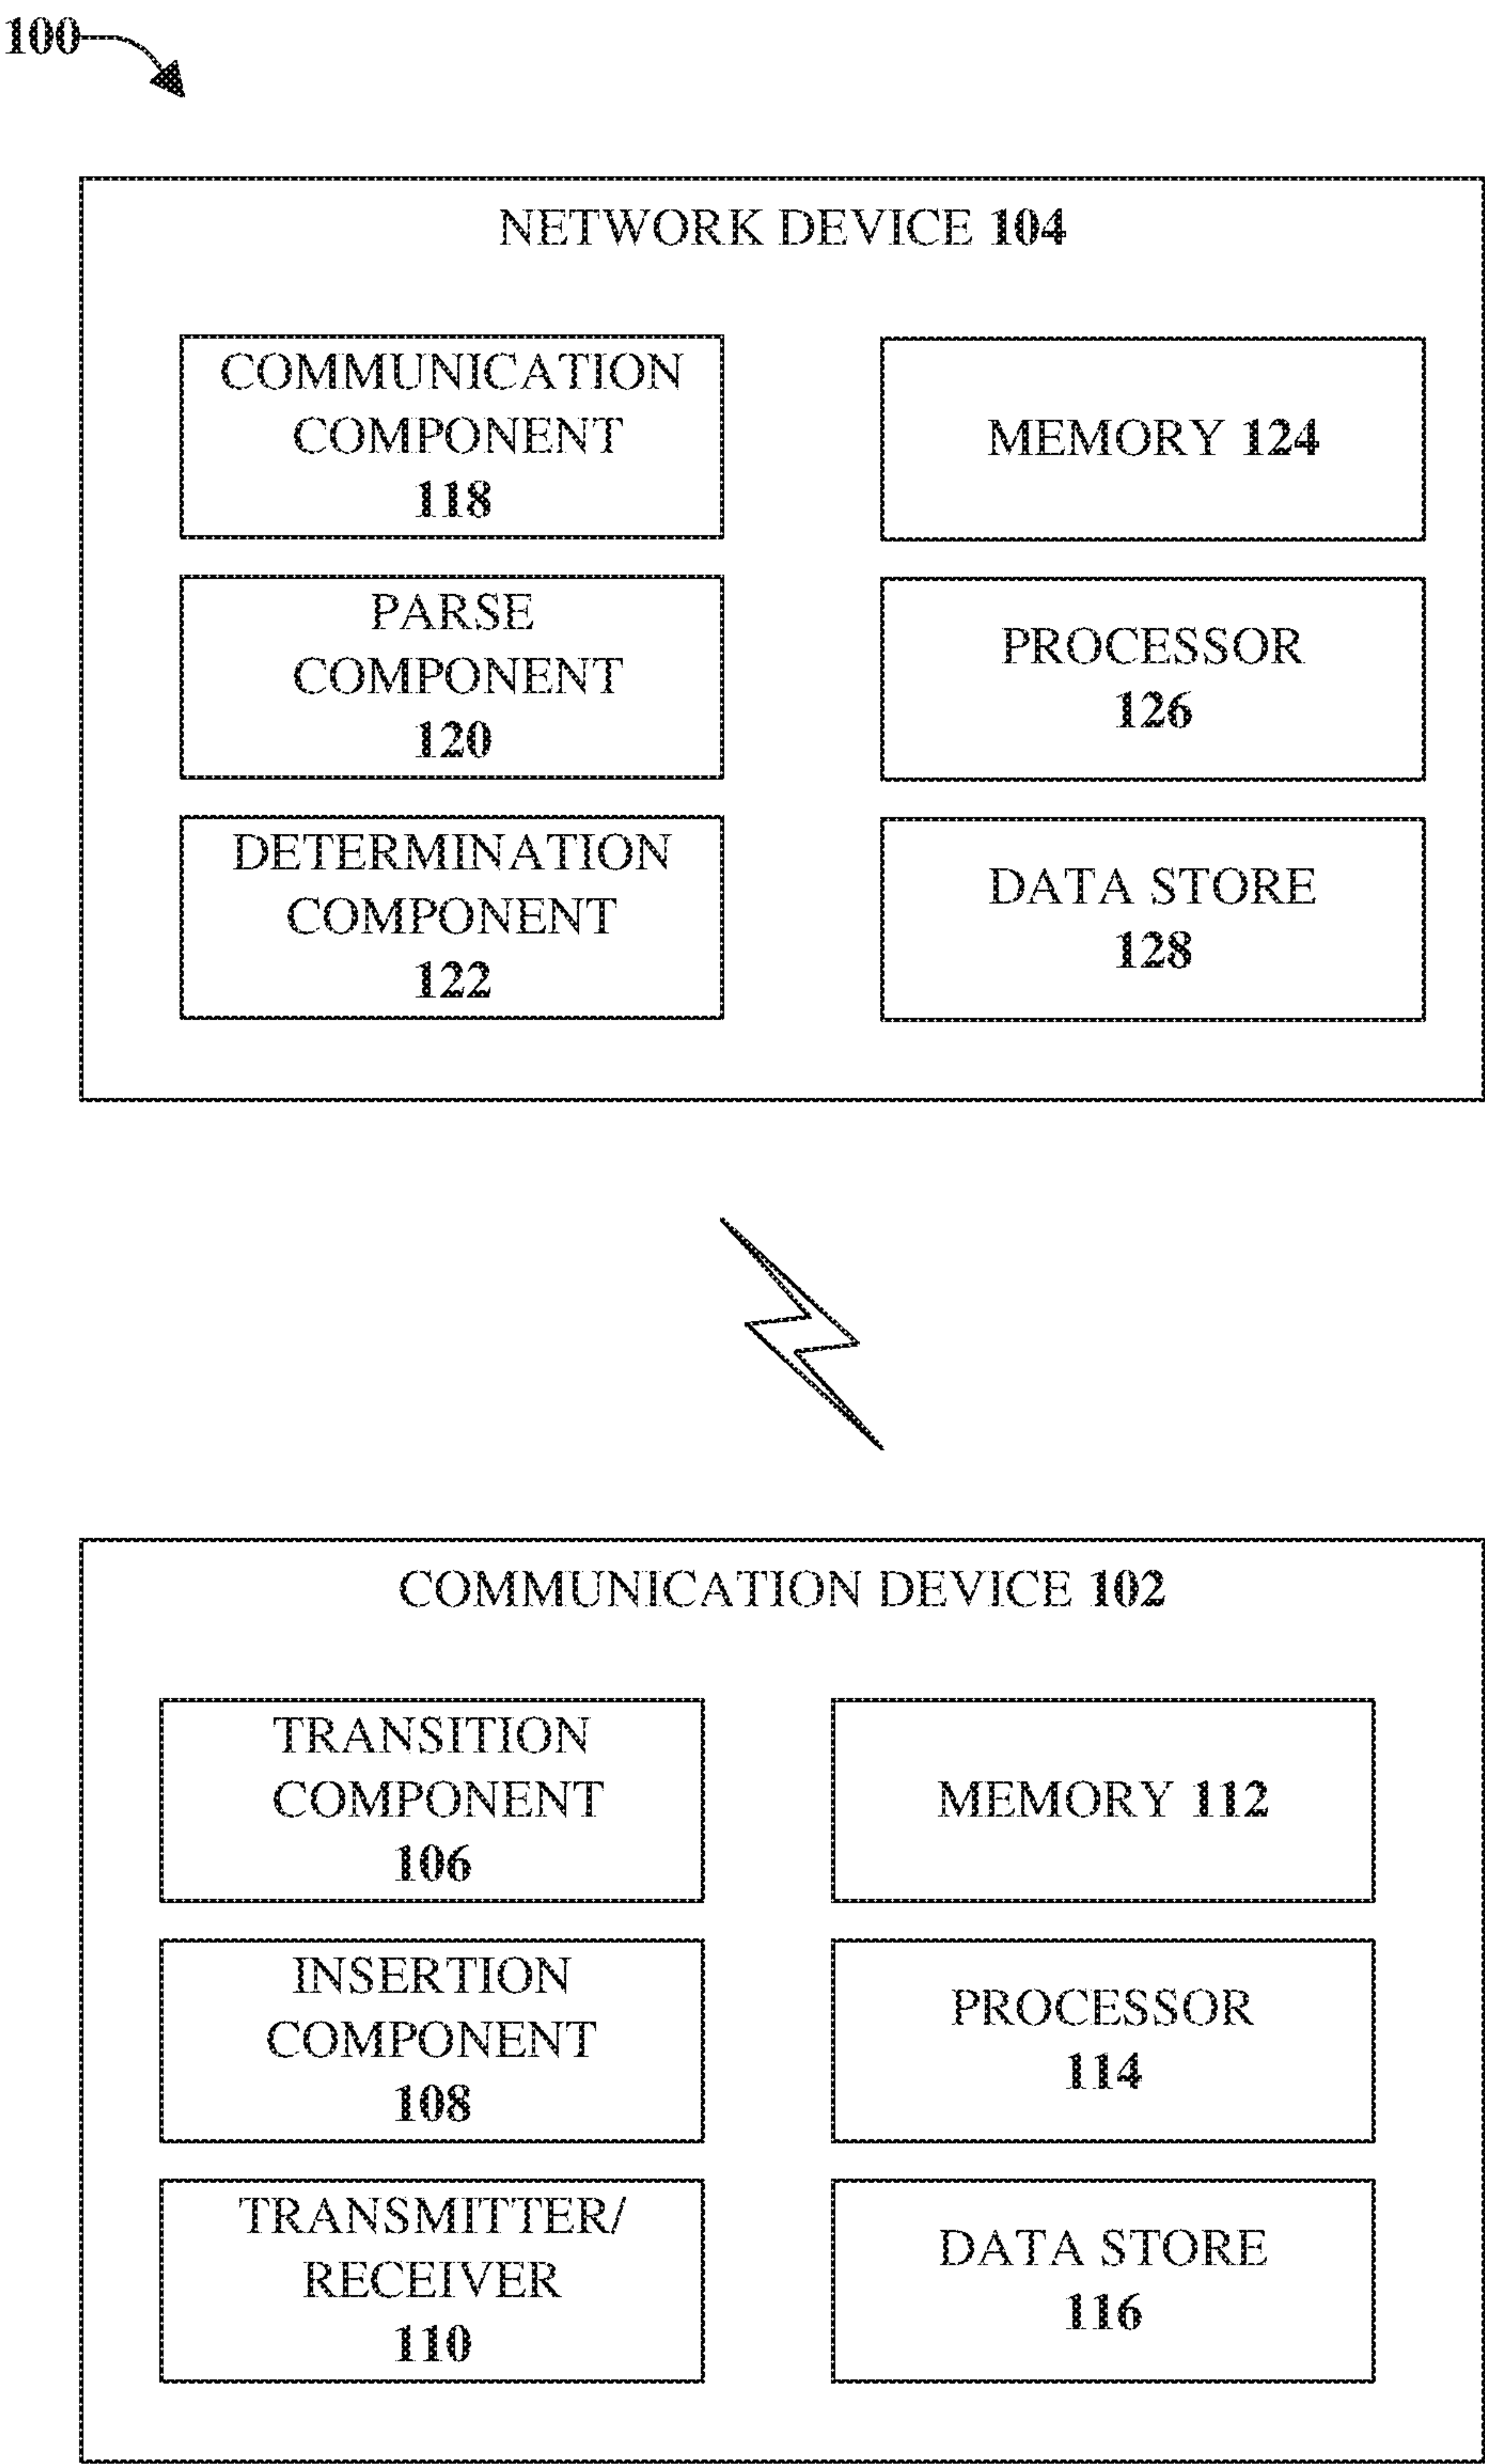 100
NETWORK DEVICE 104
COMMUNICATION
COMPONENT
118
MEMORY 124
PARSE
COMPONENT
120
PROCESSOR
126
DETERMINATION
COMPONENT
122
DATA STORE
128
COMMUNICATION DEVICE 102
TRANSITION
COMPONENT
106
MEMORY 112
INSERTION
COMPONENT
108
PROCESSOR
114
TRANSMITTER/
RECEIVER
110
DATA STORE
116